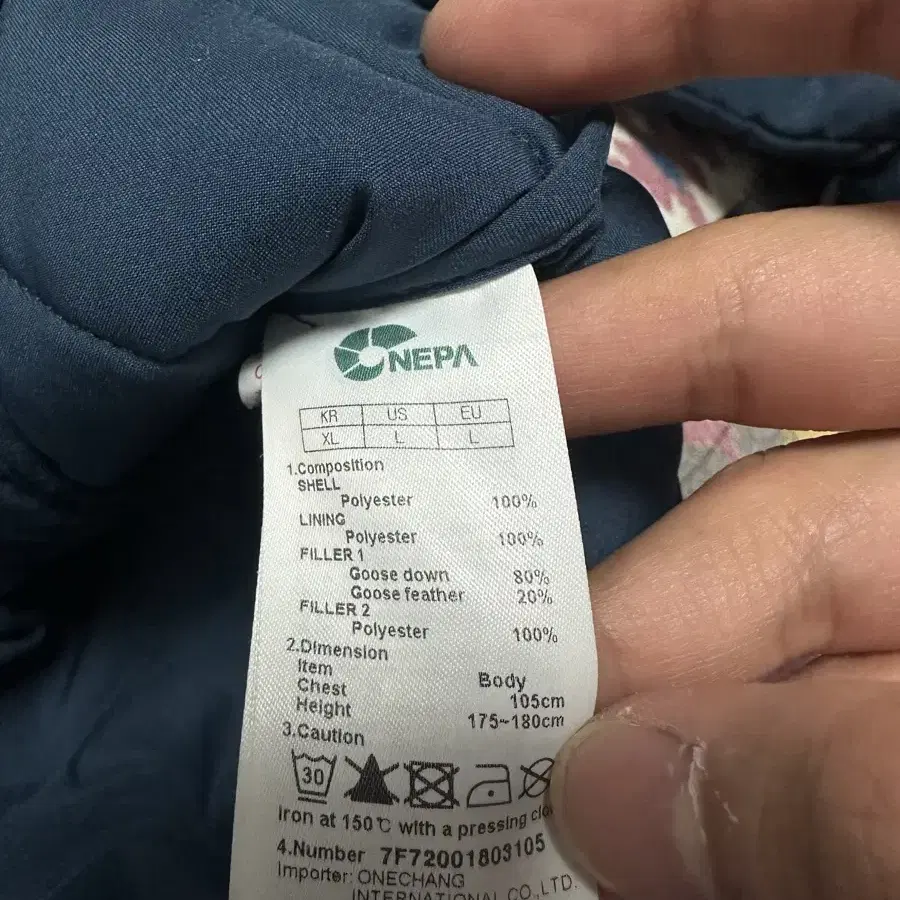 NEPA
KR US EU
XL L L
1.Composition
SHELL
Polyester 100%
LINING
Polyester 100%
FILLER 1
Goose down 80%
Goose feather 20%
FILLER 2
Polyester 100%
2.Dimension
Item Body
Chest 105cm
Height 175~180cm
3.Caution
30
Iron at 150℃ with a pressing
4.Number 7F72001803105
Importer: ONECHANG
INTERNATIONAL CO.,LTD.